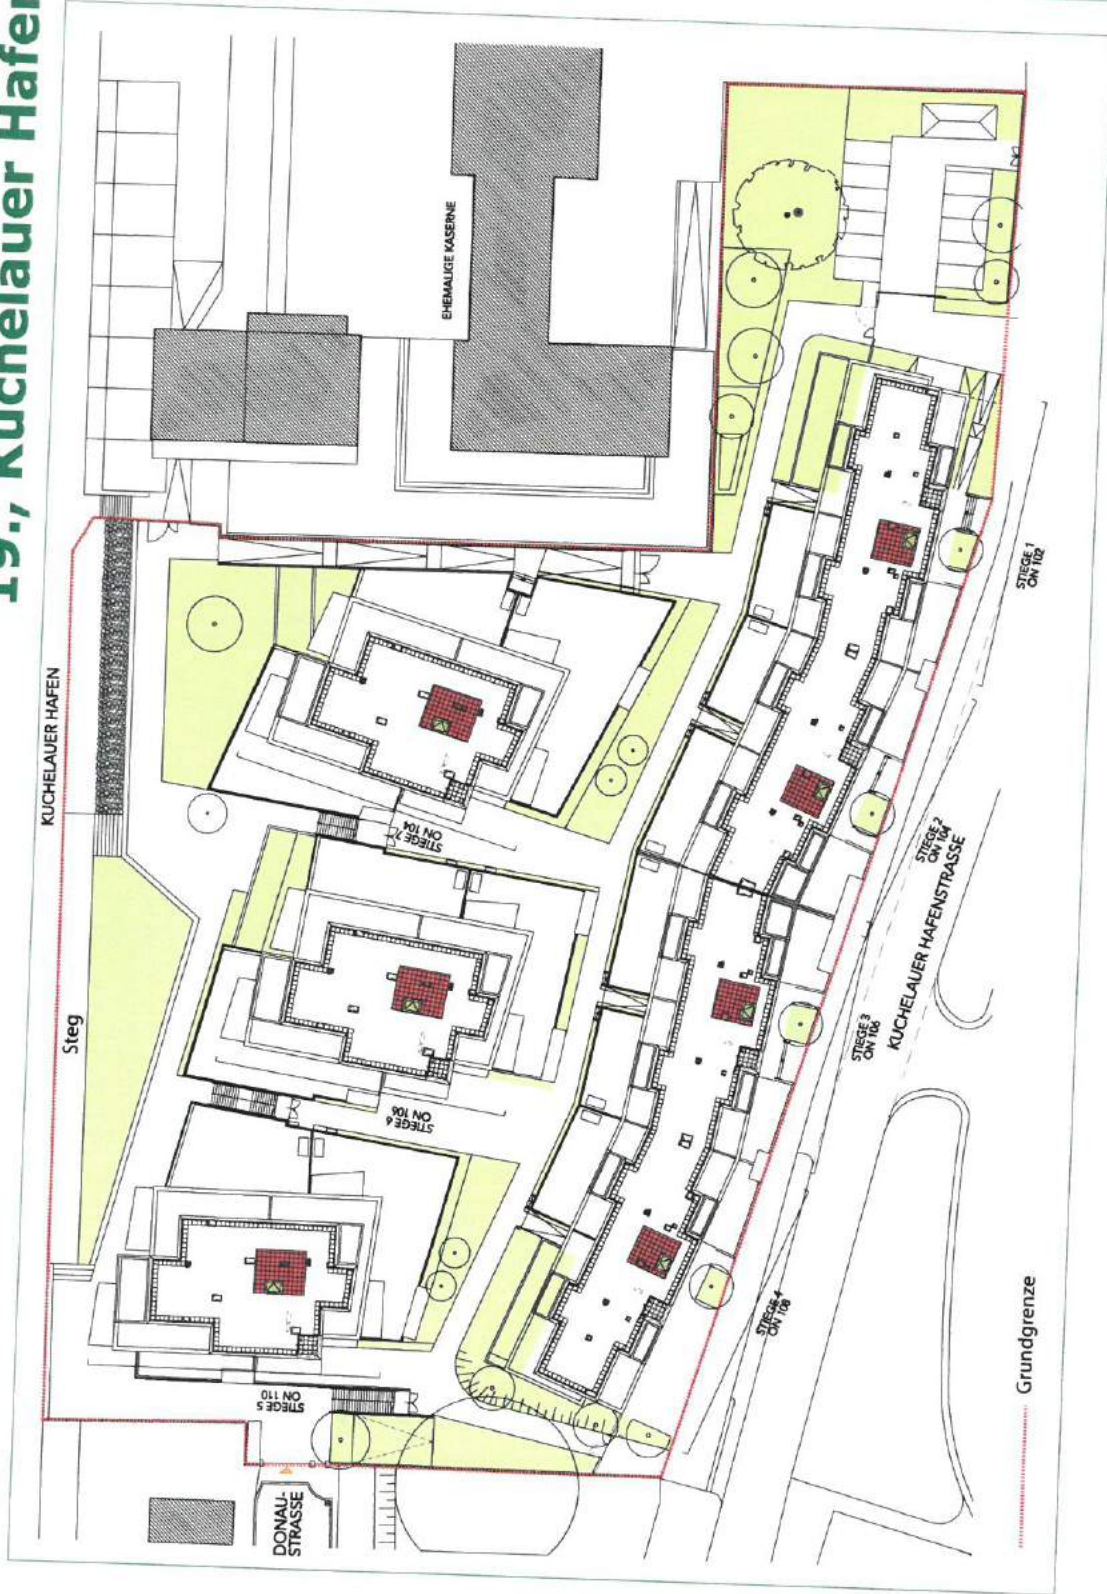 19., Kuchelauer Hafen
KUCHELAUER HAFEN
Steg
EHEMALIGE KASERNE
STIEGE 7
ON 104
STIEGE 6
ON 106
STIEGE 5
ON 110
DONAU-
STRASSE
STIEGE 1
ON 102
STIEGE 2
ON 104
KUCHELAUER HAFENSTRASSE
STIEGE 3
ON 106
STIEGE 4
ON 108
Grundgrenze